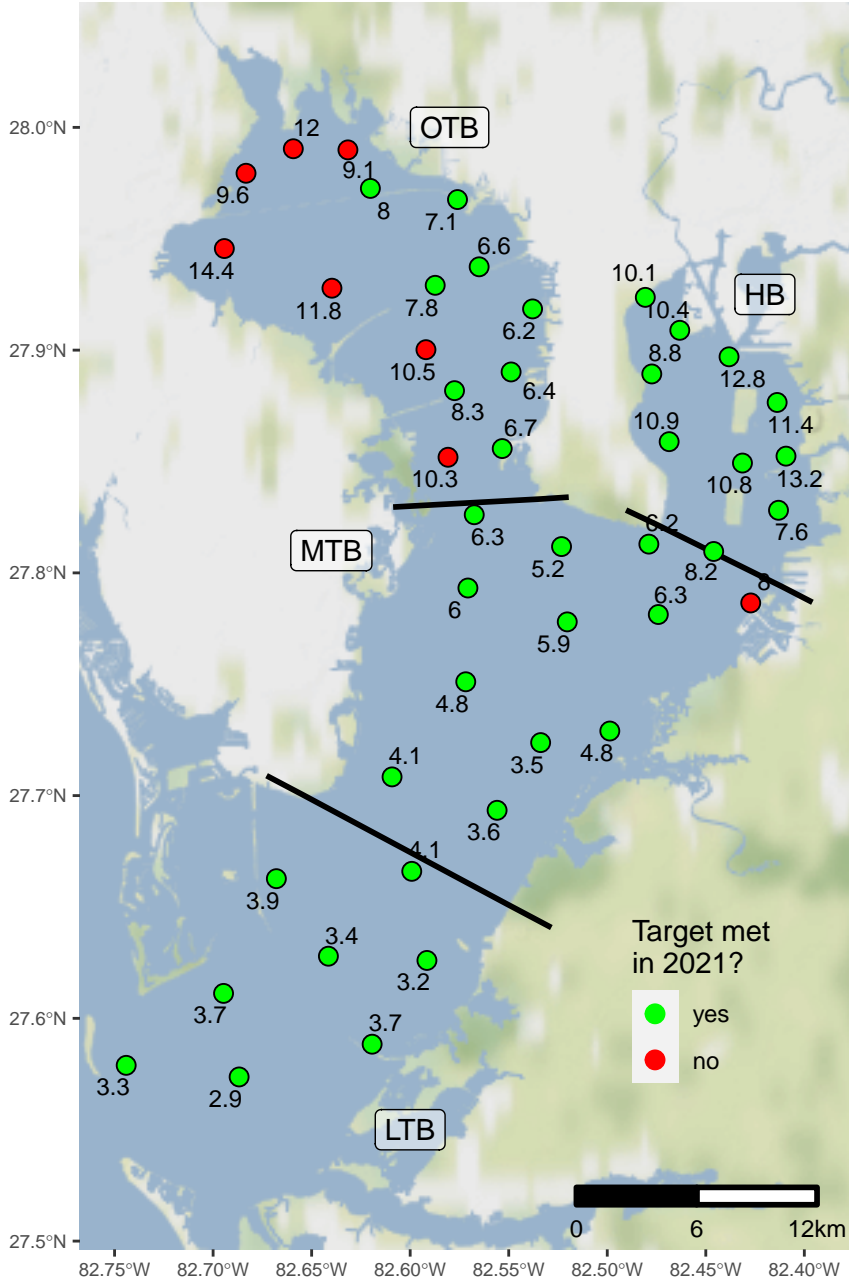 OTB
28.0°N
12
9.1
9.6
8
7.1
6.6
14.4
10.1
HB
7.8
11.8
10.4
6.2
27.9°N
8.8
10.5
12.8
6.4
8.3
11.4
10.9
6.7
10.3
10.8
13.2
6.2
7.6
6.3
MTB
5.2
8.2
8
27.8°N
6
6.3
5.9
4.8
4.1
3.5
4.8
27.7°N
3.6
4.1
3.9
3.4
3.2
3.7
3.7
27.6°N
3.3
2.9
Target met
in 2021?
yes
no
LTB
0 6 12km
27.5°N
82.75°W 82.70°W 82.65°W 82.60°W 82.55°W 82.50°W 82.45°W 82.40°W